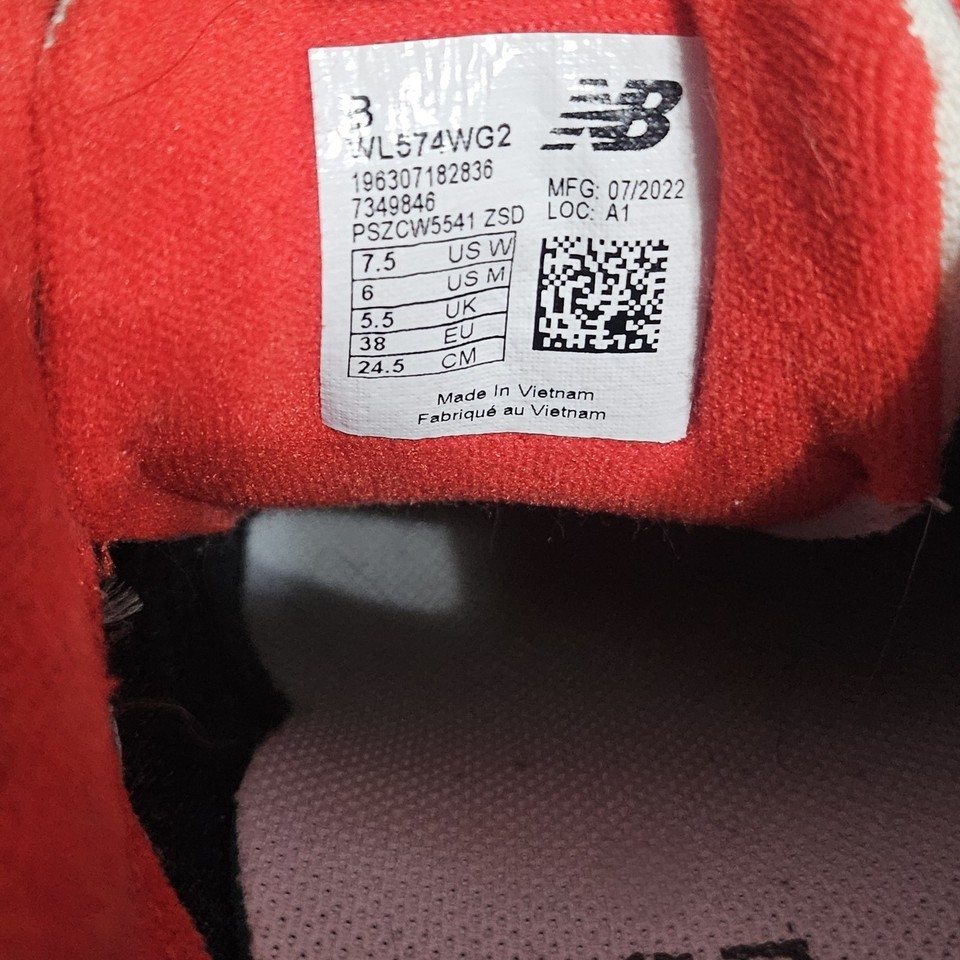 B
NB
WL574WG2
196307182836
7349846
PSZCW5541 ZSD
MFG: 07/2022
LOC: A1
7.5 US W
6 US M
5.5 UK
38 EU
24.5 CM
Made In Vietnam
Fabriqué au Vietnam